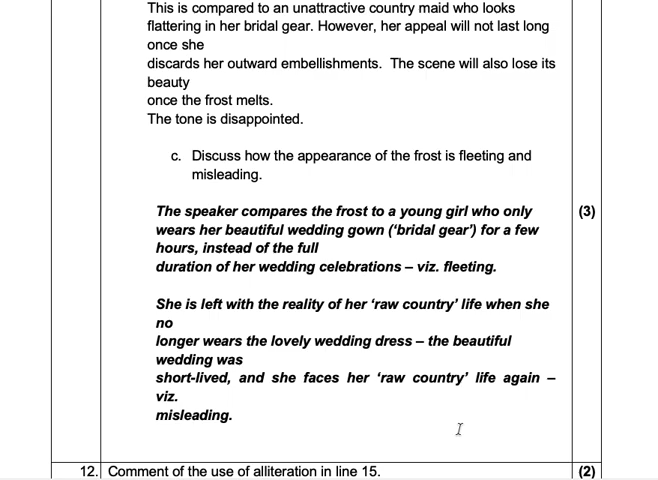 This is compared to an unattractive country maid who looks
flattering in her bridal gear. However, her appeal will not last long
once she
discards her outward embellishments. The scene will also lose its
beauty
once the frost melts.
The tone is disappointed.
c. Discuss how the appearance of the frost is fleeting and
misleading.
The speaker compares the frost to a young girl who only (3)
wears her beautiful wedding gown (‘bridal gear’) for a few
hours, instead of the full
duration of her wedding celebrations – viz. fleeting.
She is left with the reality of her ‘raw country’ life when she
no
longer wears the lovely wedding dress – the beautiful
wedding was
short-lived, and she faces her ‘raw country’ life again –
viz.
misleading.
12. Comment of the use of alliteration in line 15. (2)